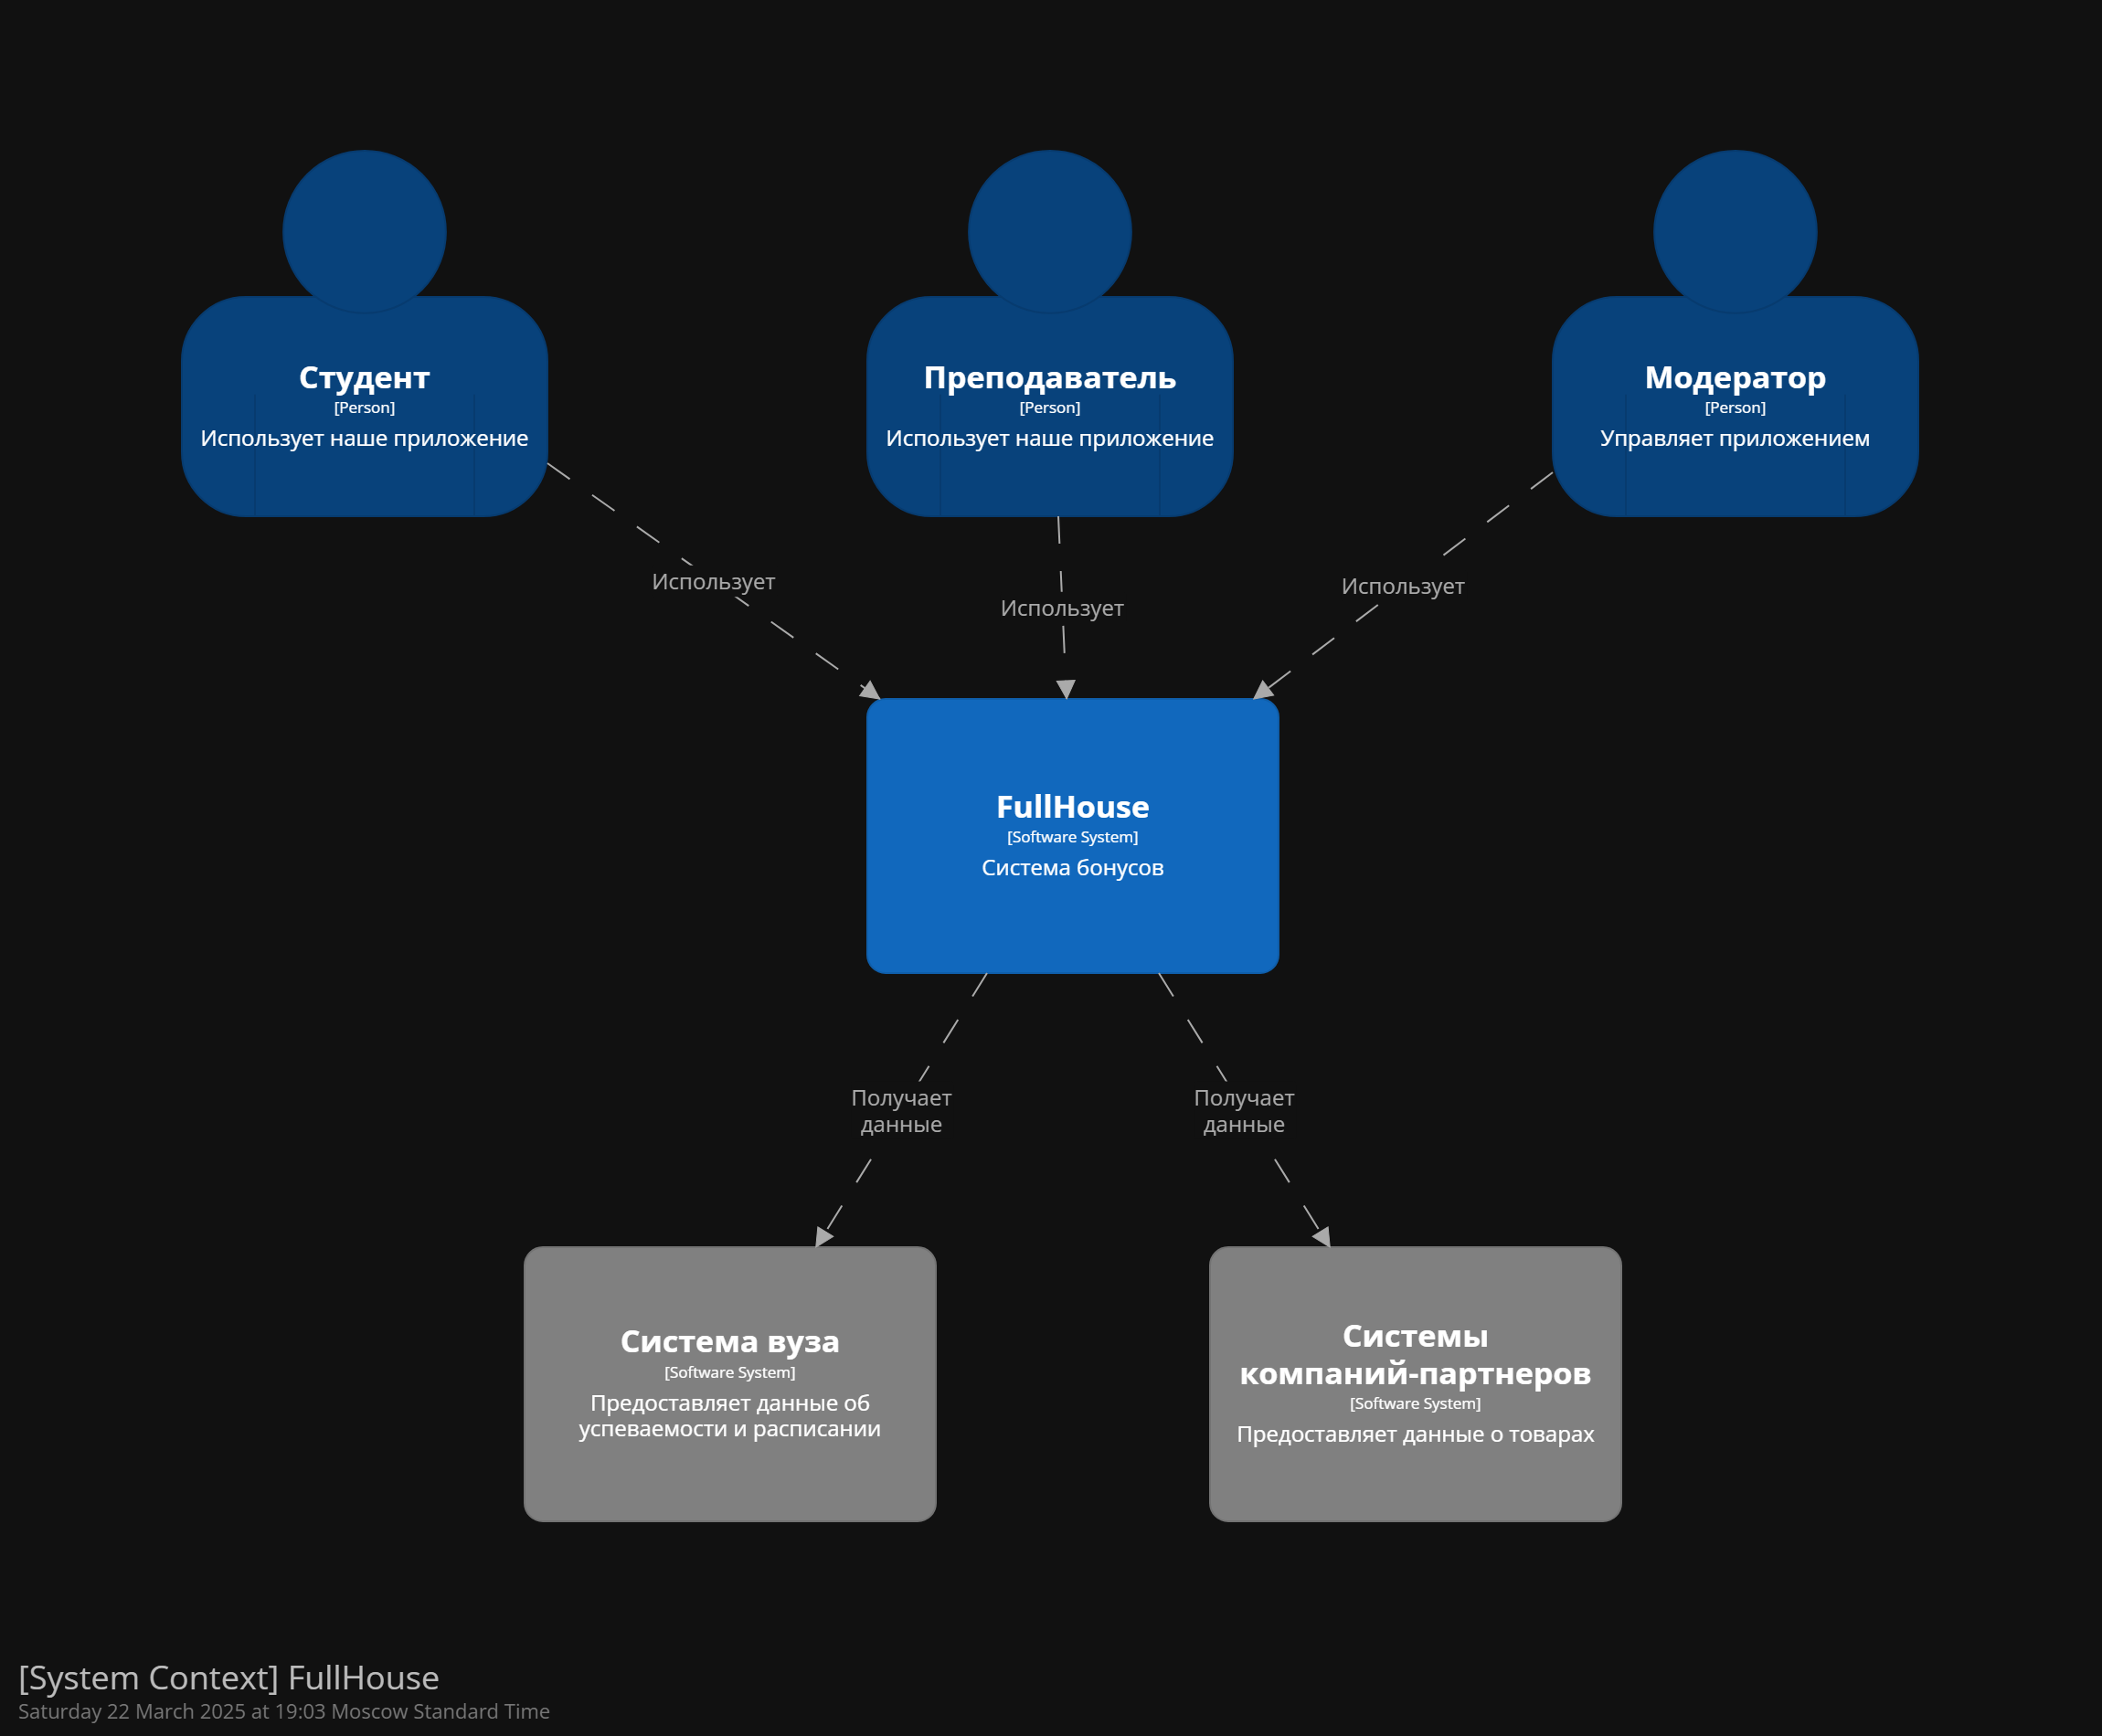 Студент
[Person]
Использует наше приложение
Преподаватель
[Person]
Использует наше приложение
Модератор
[Person]
Управляет приложением
Использует
Использует
Использует
FullHouse
[Software System]
Система бонусов
Получает
данные
Получает
данные
Система вуза
[Software System]
Предоставляет данные об
успеваемости и расписании
Системы
компаний-партнеров
[Software System]
Предоставляет данные о товарах
[System Context] FullHouse
Saturday 22 March 2025 at 19:03 Moscow Standard Time